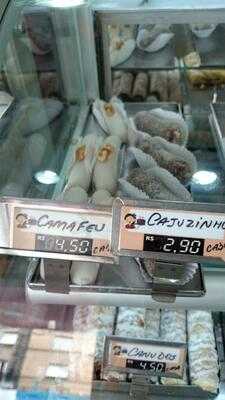 CAMAFEU
R$ 4.50 CADA
CAJUZINHO
R$ 2.90 CADA
CANUDOS
4.50